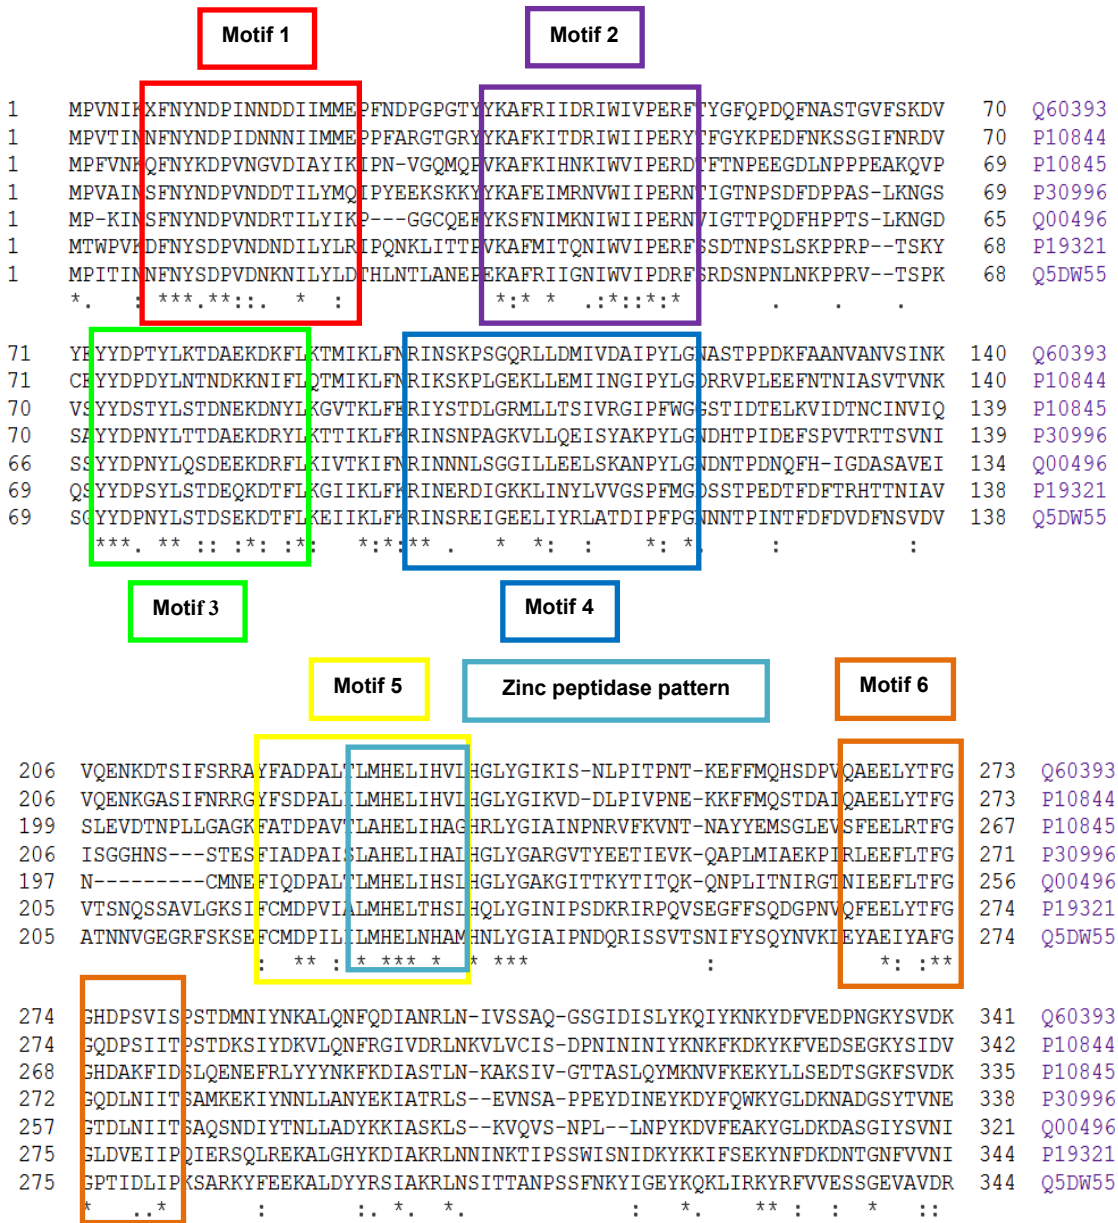 Motif 1 Motif 2
1 MPVNIKXFNYNDPINNDDIIMMEPFNDPGPGTYYKAFRIIDRIWIVPERFTYGFQPDQFNASTGVFSKDV 70 Q60393
1 MPVTINNFNYNDPIDNNNIIMMEPPFARGTGRYYKAFKITDRIWIIPERYTFGYKPEDFNKSSGIFNRDV 70 P10844
1 MPFVNKQFNYKDPVNGVDIAYIKIPN-VGQMQPVKAFKIHNKIWVIPERDTFTNPEEGDLNPPPEAKQVP 69 P10845
1 MPVAINSFNYNDPVNDDTILYMQIPYEEKSKKYYKAFEIMRNVWIIPERNTIGTNPSDFDPPAS-LKNGS 69 P30996
1 MP-KINSFNYNDPVNDRTILYIKP---GGCQEFYKSFNIMKNIWIIPERNVIGTTPQDFHPPTS-LKNGD 65 Q00496
1 MTWPVKDFNYSDPVNDNDILYLRIPQNKLITTPVKAFMITQNIWVIPERFSSDTNPSLSKPPRP--TSKY 68 P19321
1 MPITINNFNYSDPVDNKNILYLDTHLNTLANEPEKAFRIIGNIWVIPDRFSRDSNPNLNKPPRV--TSPK 68 Q5DW55
*. : ***.**::. * : *:* * .:*::**:* . . .
71 YEYYDPTYLKTDAEKDKFLKTMIKLFNRINSKPSGQRLLDMIVDAIPYLGNASTPPDKFAANVANVSINK 140 Q60393
71 CEYYDPDYLNTNDKKNIFLQTMIKLFNRIKSKPLGEKLLEMIINGIPYLGDRRVPLEEFNTNIASVTVNK 140 P10844
70 VSYYDSTYLSTDNEKDNYLKGVTKLFERIYSTDLGRMLLTSIVRGIPFWGGSTIDTELKVIDTNCINVIQ 139 P10845
70 SAYYDPNYLTTDAEKDRYLKTTIKLFKRINSNPAGKVLLQEISYAKPYLGNDHTPIDEFSPVTRTTSVNI 139 P30996
66 SSYYDPNYLQSDEEKDRFLKIVTKIFNRINNNLSGGILLEELSKANPYLGNDNTPDNQFH-IGDASAVEI 134 Q00496
69 QSYYDPSYLSTDEQKDTFLKGIIKLFKRINERDIGKKLINYLVVGSPFMGDSSTPEDTFDFTRHTTNIAV 138 P19321
69 SGYYDPNYLSTDSEKDTFLKEIIKLFKRINSREIGEELIYRLATDIPFPGNNNTPINTFDFDVDFNSVDV 138 Q5DW55
***. ** :: :*: :*: *:*:** . * *: : *: *. : :
Motif 3 Motif 4
Motif 5 Zinc peptidase pattern Motif 6
206 VQENKDTSIFSRRAYFADPALTLMHELIHVLHGLYGIKIS-NLPITPNT-KEFFMQHSDPVQAEELYTFG 273 Q60393
206 VQENKGASIFNRRGYFSDPALILMHELIHVLHGLYGIKVD-DLPIVPNE-KKFFMQSTDAIQAEELYTFG 273 P10844
199 SLEVDTNPLLGAGKFATDPAVTLAHELIHAGHRLYGIAINPNRVFKVNT-NAYYEMSGLEVSFEELRTFG 267 P10845
206 ISGGHNS---STESFIADPAISLAHELIHALHGLYGARGVTYEETIEVK-QAPLMIAEKPIRLEEFLTFG 271 P30996
197 N---------CMNEFIQDPALTLMHELIHSLHGLYGAKGITTKYTITQK-QNPLITNIRGTNIEEFLTFG 256 Q00496
205 VTSNQSSAVLGKSIFCMDPVIALMHELTHSLHQLYGINIPSDKRIRPQVSEGFFSQDGPNVQFEELYTFG 274 P19321
205 ATNNVGEGRFSKSEFCMDPILILMHELNHAMHNLYGIAIPNDQRISSVTSNIFYSQYNVKLEYAEIYAFG 274 Q5DW55
: ** : * *** * * *** : *: :**
274 GHDPSVISPSTDMNIYNKALQNFQDIANRLN-IVSSAQ-GSGIDISLYKQIYKNKYDFVEDPNGKYSVDK 341 Q60393
274 GQDPSIITPSTDKSIYDKVLQNFRGIVDRLNKVLVCIS-DPNININIYKNKFKDKYKFVEDSEGKYSIDV 342 P10844
268 GHDAKFIDSLQENEFRLYYYNKFKDIASTLN-KAKSIV-GTTASLQYMKNVFKEKYLLSEDTSGKFSVDK 335 P10845
272 GQDLNIITSAMKEKIYNNLLANYEKIATRLS--EVNSA-PPEYDINEYKDYFQWKYGLDKNADGSYTVNE 338 P30996
257 GTDLNIITSAQSNDIYTNLLADYKKIASKLS--KVQVS-NPL--LNPYKDVFEAKYGLDKDASGIYSVNI 321 Q00496
275 GLDVEIIPQIERSQLREKALGHYKDIAKRLNNINKTIPSSWISNIDKYKKIFSEKYNFDKDNTGNFVVNI 344 P19321
275 GPTIDLIPKSARKYFEEKALDYYRSIAKRLNSITTANPSSFNKYIGEYKQKLIRKYRFVVESSGEVAVDR 344 Q5DW55
* ..* : :. *. *. : *. ** : : * ::